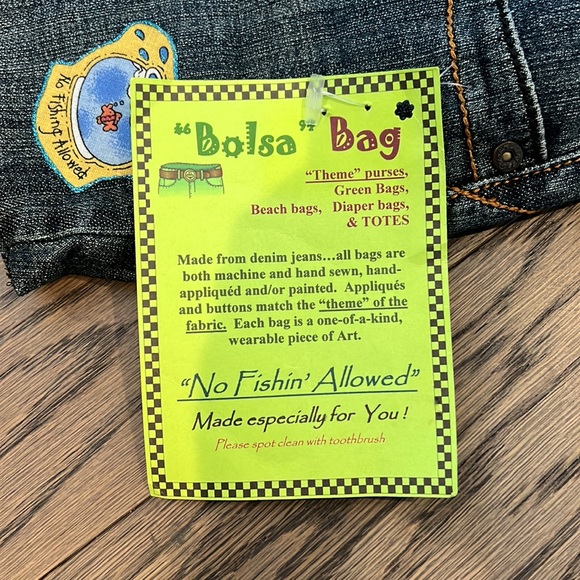 No Fishing Allowed
"Bolsa" Bag
"Theme" purses,
Green Bags,
Beach bags, Diaper bags,
& TOTES
Made from denim jeans...all bags are
both machine and hand sewn, hand-
appliquéd and/or painted. Appliqués
and buttons match the "theme" of the
fabric. Each bag is a one-of-a-kind,
wearable piece of Art.
"No Fishin' Allowed"
Made especially for You!
Please spot clean with toothbrush